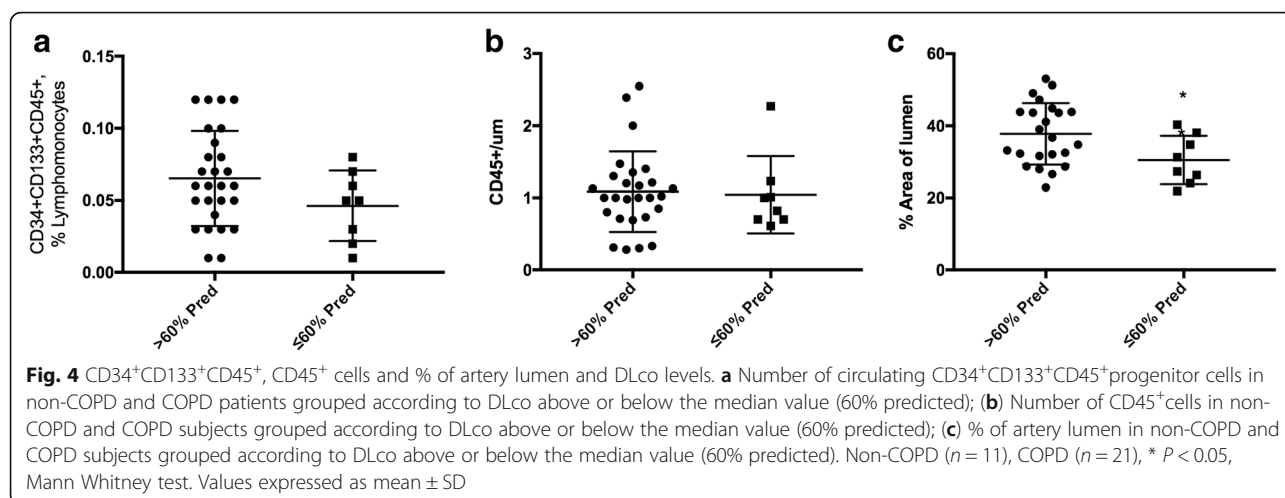 a
CD34+CD133+CD45+,
% Lymphomonocytes
0.15
0.10
0.05
0.00
>60% Pred
≤60% Pred
b
CD45+/um
3
2
1
0
>60% Pred
≤60% Pred
c
% Area of lumen
60
40
20
0
*
*
>60% Pred
≤60% Pred
Fig. 4 CD34⁺CD133⁺CD45⁺, CD45⁺ cells and % of artery lumen and DLco levels. a Number of circulating CD34⁺CD133⁺CD45⁺progenitor cells in
non-COPD and COPD patients grouped according to DLco above or below the median value (60% predicted); (b) Number of CD45⁺cells in non-
COPD and COPD subjects grouped according to DLco above or below the median value (60% predicted); (c) % of artery lumen in non-COPD and
COPD subjects grouped according to DLco above or below the median value (60% predicted). Non-COPD (n = 11), COPD (n = 21), * P < 0.05,
Mann Whitney test. Values expressed as mean ± SD